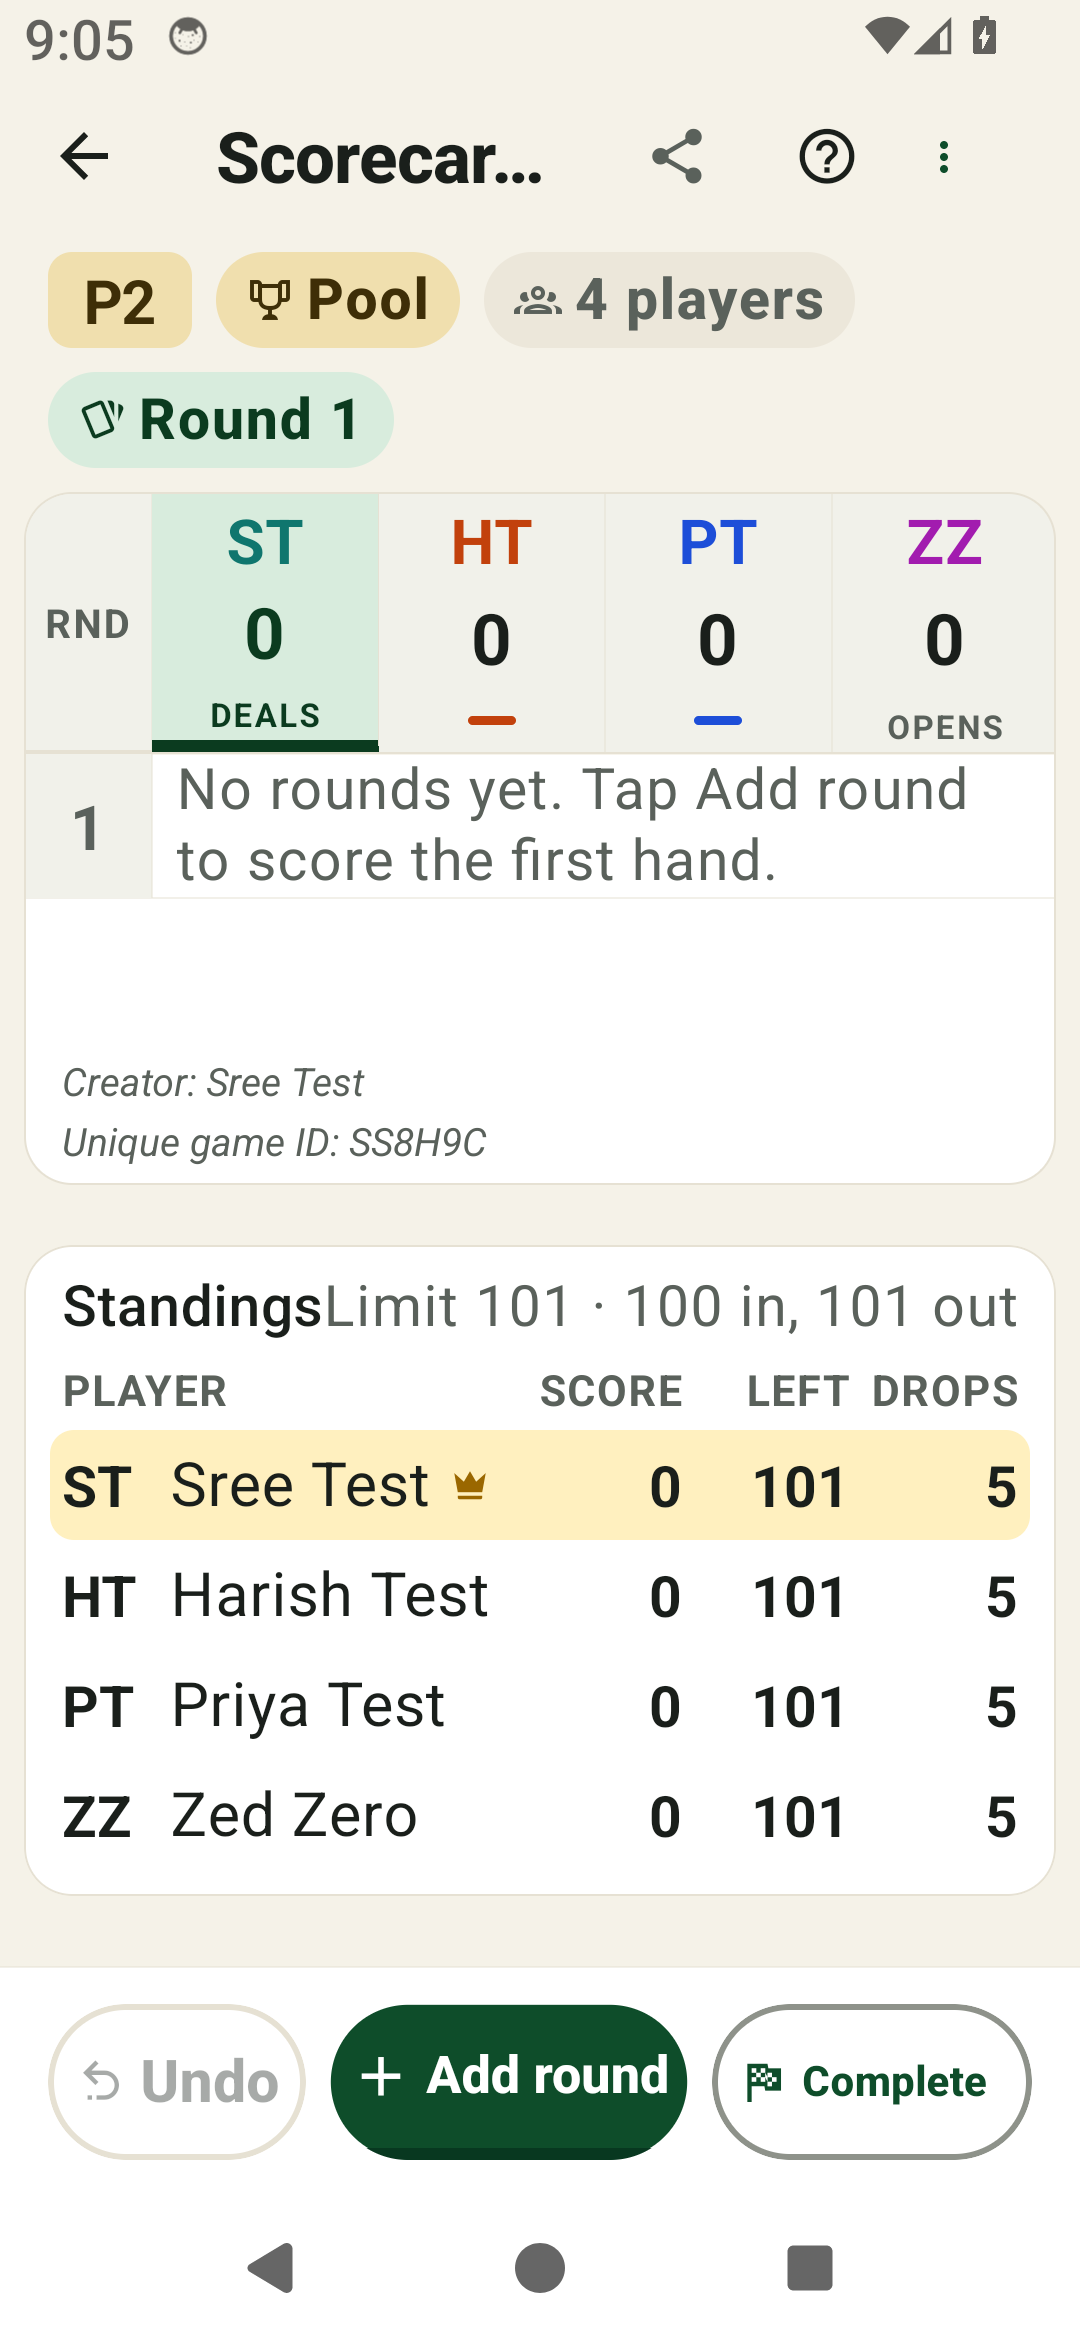 9:05
Scorecar...
P2 Pool 4 players
Round 1
RND ST HT PT ZZ
0 0 0 0
DEALS OPENS
1 No rounds yet. Tap Add round
to score the first hand.
Creator: Sree Test
Unique game ID: SS8H9C
Standings Limit 101 · 100 in, 101 out
PLAYER SCORE LEFT DROPS
ST Sree Test 0 101 5
HT Harish Test 0 101 5
PT Priya Test 0 101 5
ZZ Zed Zero 0 101 5
Undo + Add round Complete